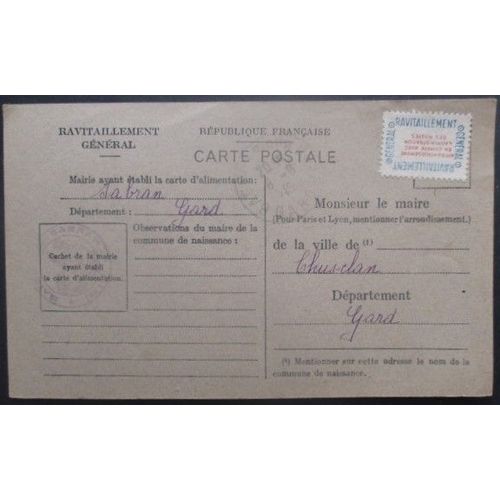 RAVITAILLEMENT
GÉNÉRAL
RÉPUBLIQUE FRANÇAISE
CARTE POSTALE
Mairie ayant établi la carte d'alimentation:
Sabran
Département: Gard
Observations du maire de la
commune de naissance:
Cachet de la mairie
ayant établi
la carte d'alimentation.
RAVITAILLEMENT
GÉNÉRAL
GÉNÉRAL
RAVITAILLEMENT
Monsieur le maire
(Pour Paris et Lyon, mentionner l'arrondissement.)
de la ville de (1)
Chusclan
Département
Gard
(1) Mentionner sur cette adresse le nom de la
commune de naissance.